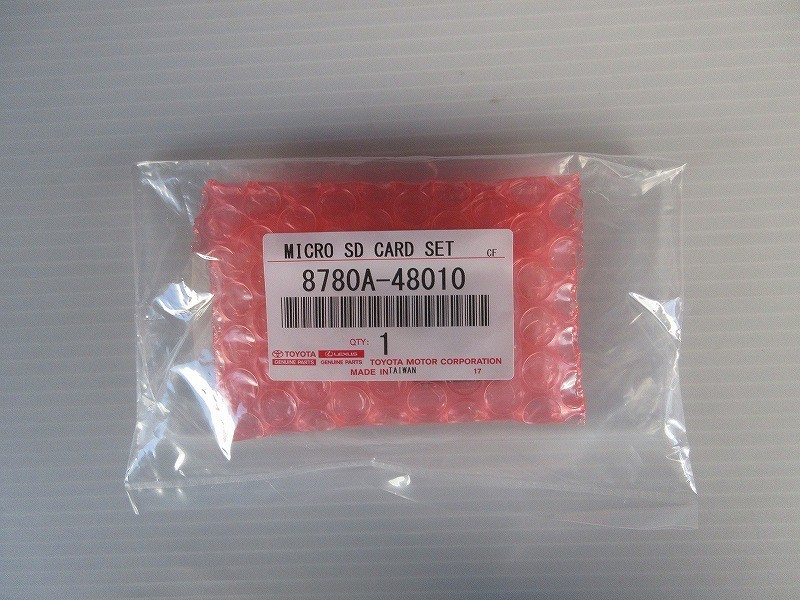 MICRO SD CARD SET CF
8780A-48010
QTY: 1
TOYOTA LEXUS
GENUINE PARTS GENUINE PARTS TOYOTA MOTOR CORPORATION
MADE IN TAIWAN 17